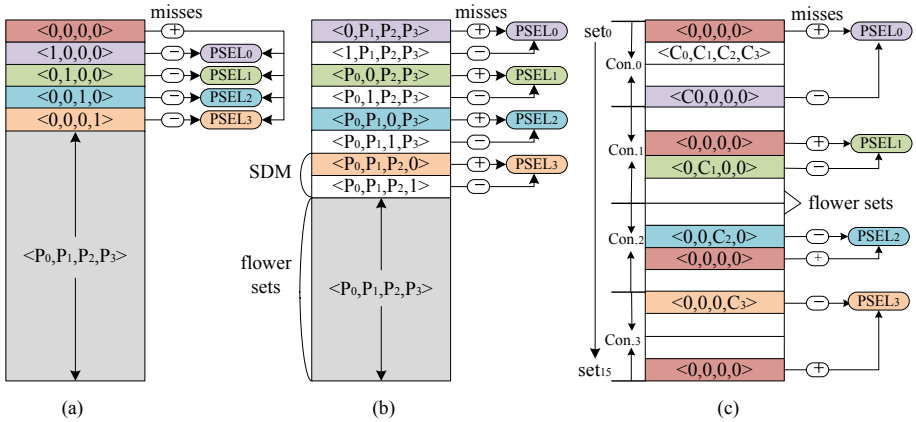 misses
<0,0,0,0> +
<1,0,0,0> − PSEL0
<0,1,0,0> − PSEL1
<0,0,1,0> − PSEL2
<0,0,0,1> − PSEL3
<P0,P1,P2,P3>
(a)
misses
<0,P1,P2,P3> + PSEL0
<1,P1,P2,P3> −
<P0,0,P2,P3> + PSEL1
<P0,1,P2,P3> −
<P0,P1,0,P3> + PSEL2
<P0,P1,1,P3> −
SDM
<P0,P1,P2,0> + PSEL3
<P0,P1,P2,1> −
flower
sets
<P0,P1,P2,P3>
(b)
misses
set0
<0,0,0,0> + PSEL0
<C0,C1,C2,C3>
Con.0
<C0,0,0,0> −
Con.1
<0,0,0,0> + PSEL1
<0,C1,0,0> −
flower sets
Con.2
<0,0,C2,0> − PSEL2
<0,0,0,0> +
<0,0,0,C3> − PSEL3
Con.3
set15
<0,0,0,0> +
(c)